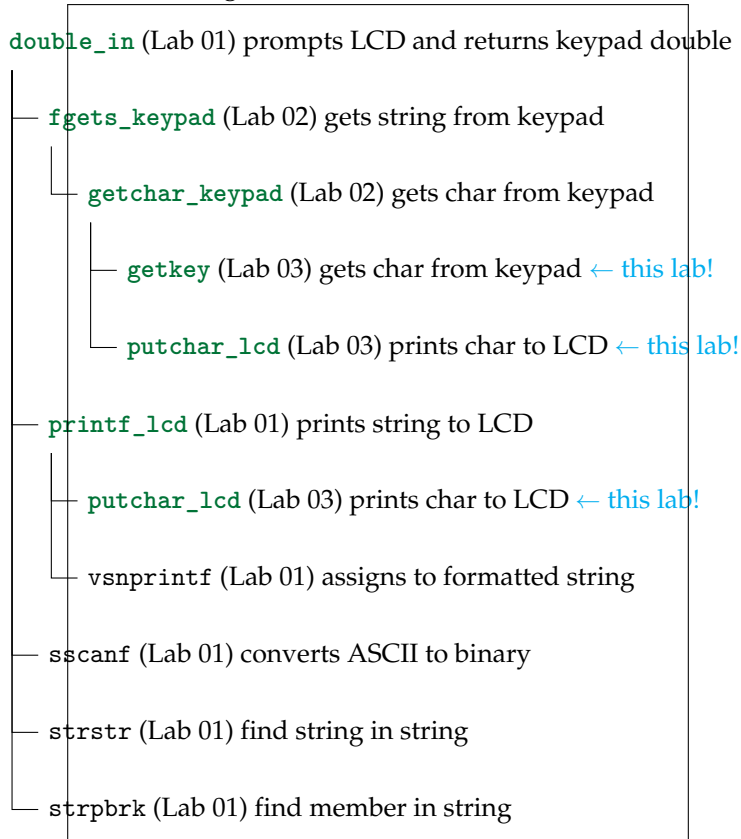 double_in (Lab 01) prompts LCD and returns keypad double
fgets_keypad (Lab 02) gets string from keypad
getchar_keypad (Lab 02) gets char from keypad
getkey (Lab 03) gets char from keypad ← this lab!
putchar_lcd (Lab 03) prints char to LCD ← this lab!
printf_lcd (Lab 01) prints string to LCD
putchar_lcd (Lab 03) prints char to LCD ← this lab!
vsnprintf (Lab 01) assigns to formatted string
sscanf (Lab 01) converts ASCII to binary
strstr (Lab 01) find string in string
strpbrk (Lab 01) find member in string